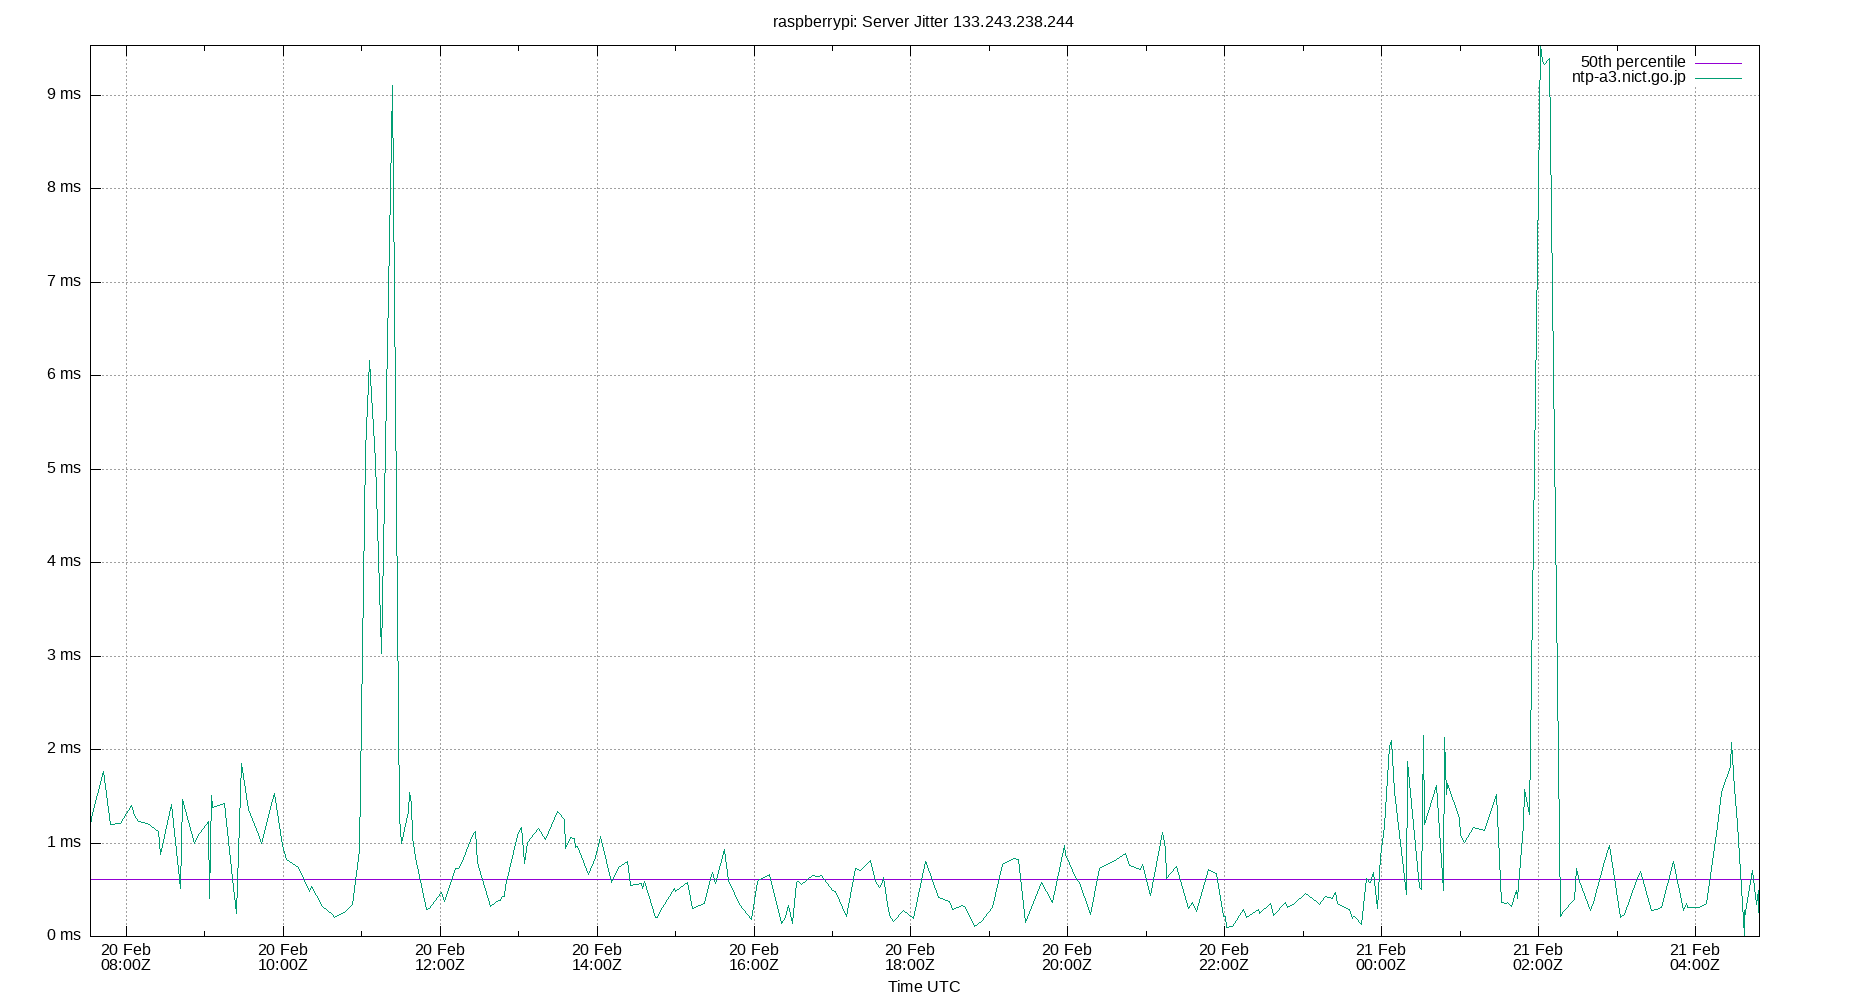 raspberrypi: Server Jitter 133.243.238.244
50th percentile
ntp-a3.nict.go.jp
9 ms
8 ms
7 ms
6 ms
5 ms
4 ms
3 ms
2 ms
1 ms
0 ms
20 Feb 20 Feb 20 Feb 20 Feb 20 Feb 20 Feb 20 Feb 20 Feb 21 Feb 21 Feb 21 Feb
08:00Z 10:00Z 12:00Z 14:00Z 16:00Z 18:00Z 20:00Z 22:00Z 00:00Z 02:00Z 04:00Z
Time UTC